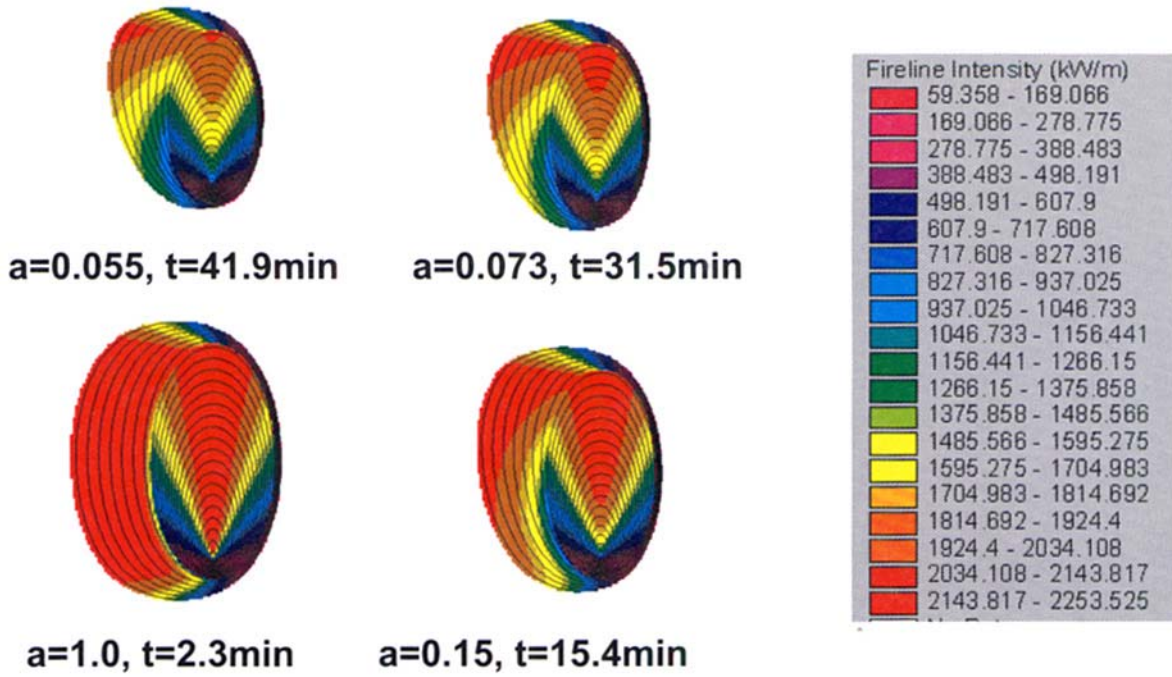 a=0.055, t=41.9min
a=0.073, t=31.5min
a=1.0, t=2.3min
a=0.15, t=15.4min
Fireline Intensity (kW/m)
59.358 - 169.066
169.066 - 278.775
278.775 - 388.483
388.483 - 498.191
498.191 - 607.9
607.9 - 717.608
717.608 - 827.316
827.316 - 937.025
937.025 - 1046.733
1046.733 - 1156.441
1156.441 - 1266.15
1266.15 - 1375.858
1375.858 - 1485.566
1485.566 - 1595.275
1595.275 - 1704.983
1704.983 - 1814.692
1814.692 - 1924.4
1924.4 - 2034.108
2034.108 - 2143.817
2143.817 - 2253.525